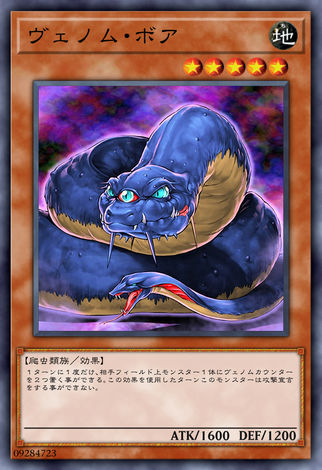 ヴェノム・ボア
地
【爬虫類族／効果】
１ターンに１度だけ、相手フィールド上モンスター１体にヴェノムカウンター
を２つ置く事ができる。この効果を使用したターンこのモンスターは攻撃宣言
をする事ができない。
ATK/1600 DEF/1200
09284723